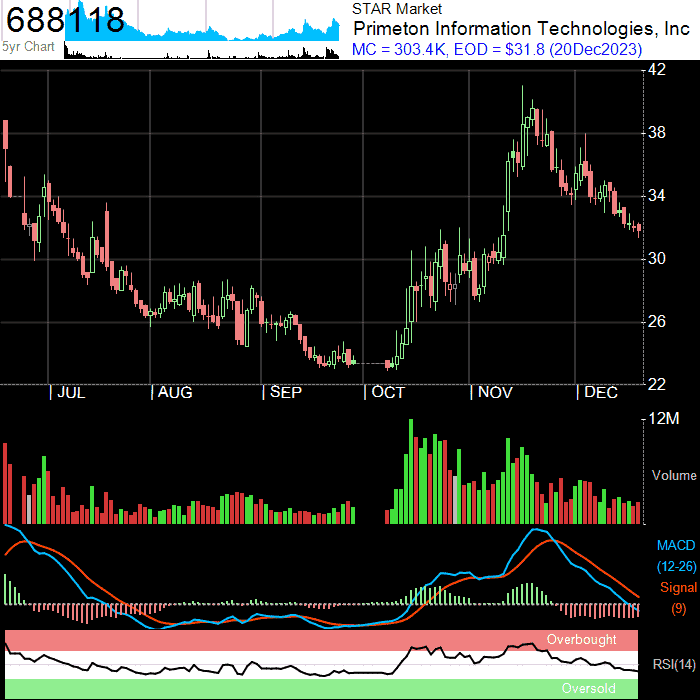 688118
5yr Chart
STAR Market
Primeton Information Technologies, Inc
MC = 303.4K, EOD = $31.8 (20Dec2023)
42
38
34
30
26
22
| JUL | AUG | SEP | OCT | NOV | DEC
12M
Volume
MACD
(12-26)
Signal
(9)
Overbought
RSI(14)
Oversold